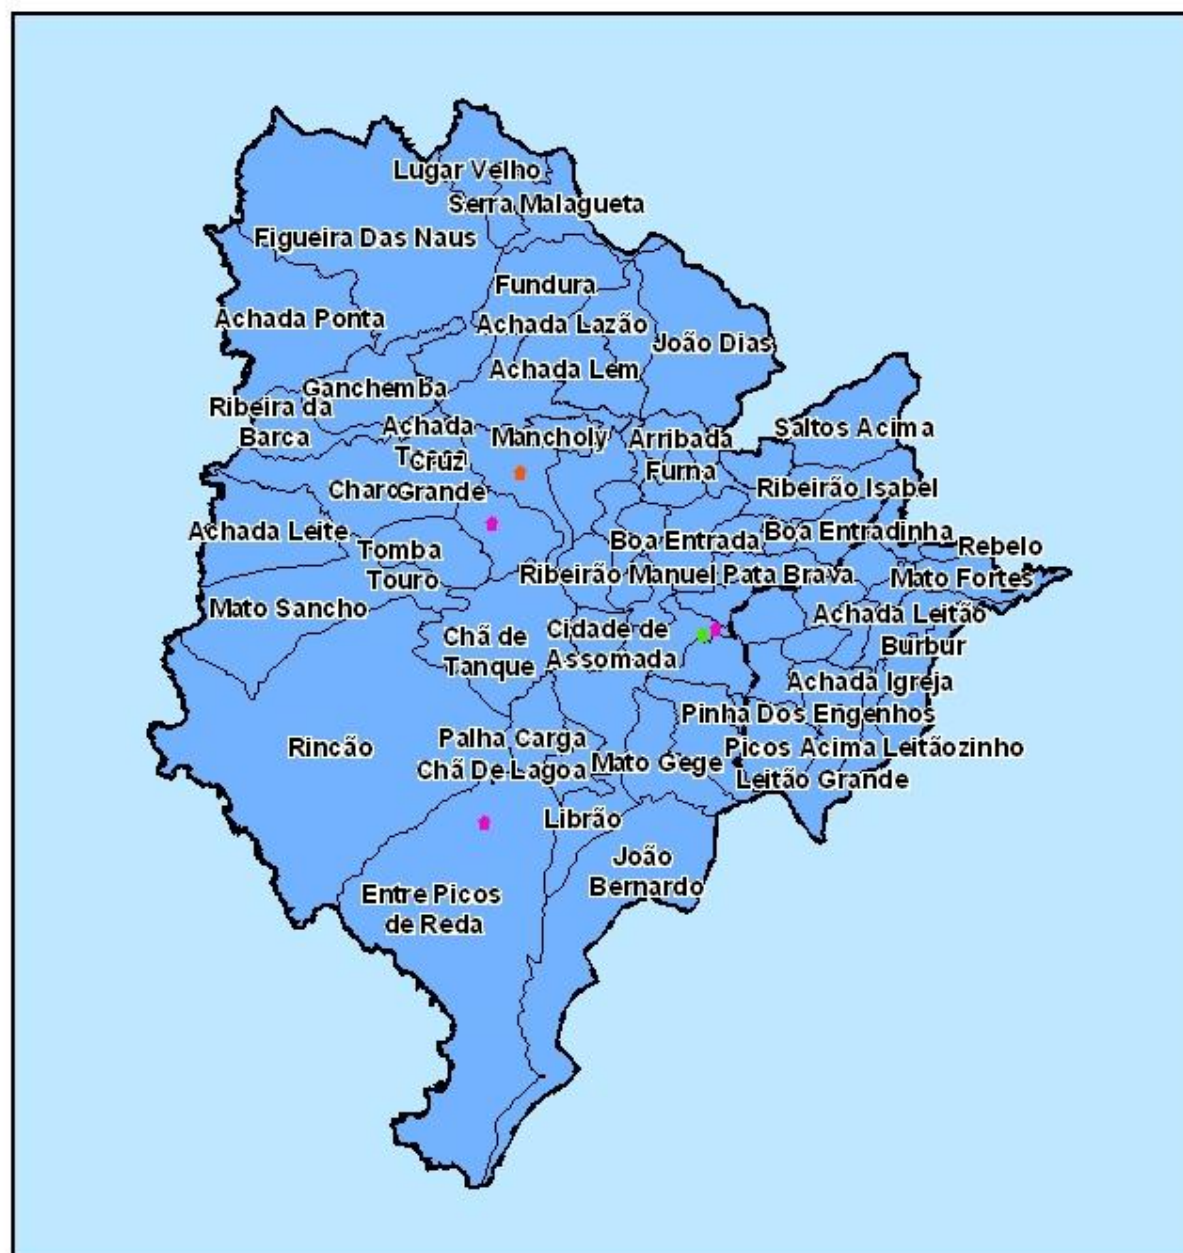 Lugar Velho
Serra Malagueta
Figueira Das Naus
Fundura
Achada Ponta
Achada Lazão
João Dias
Achada Lem
Ganchemba
Ribeira da
Barca
Achada
Mancholy
Arribada
Saltos Acima
Cruz
Grande
Furna
Charc
Ribeirão Isabel
Achada Leite
Tomba
Touro
Boa Entrada
Boa Entradinha
Rebelo
Ribeirão Manuel
Pata Brava
Mato Fortes
Mato Sancho
Achada Leitão
Chã de
Tanque
Cidade de
Assomada
Burbur
Achada Igreja
Pinha Dos Engenhos
Rincão
Palha Carga
Chã De Lagoa
Mato Gege
Picos Acima
Leitãozinho
Leitão Grande
Librão
João
Bernardo
Entre Picos
de Reda